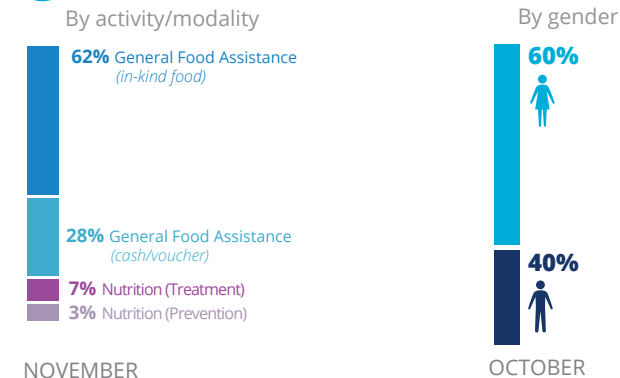 By activity/modality
62% General Food Assistance
(in-kind food)
28% General Food Assistance
(cash/voucher)
7% Nutrition (Treatment)
3% Nutrition (Prevention)
NOVEMBER
By gender
60%
40%
OCTOBER